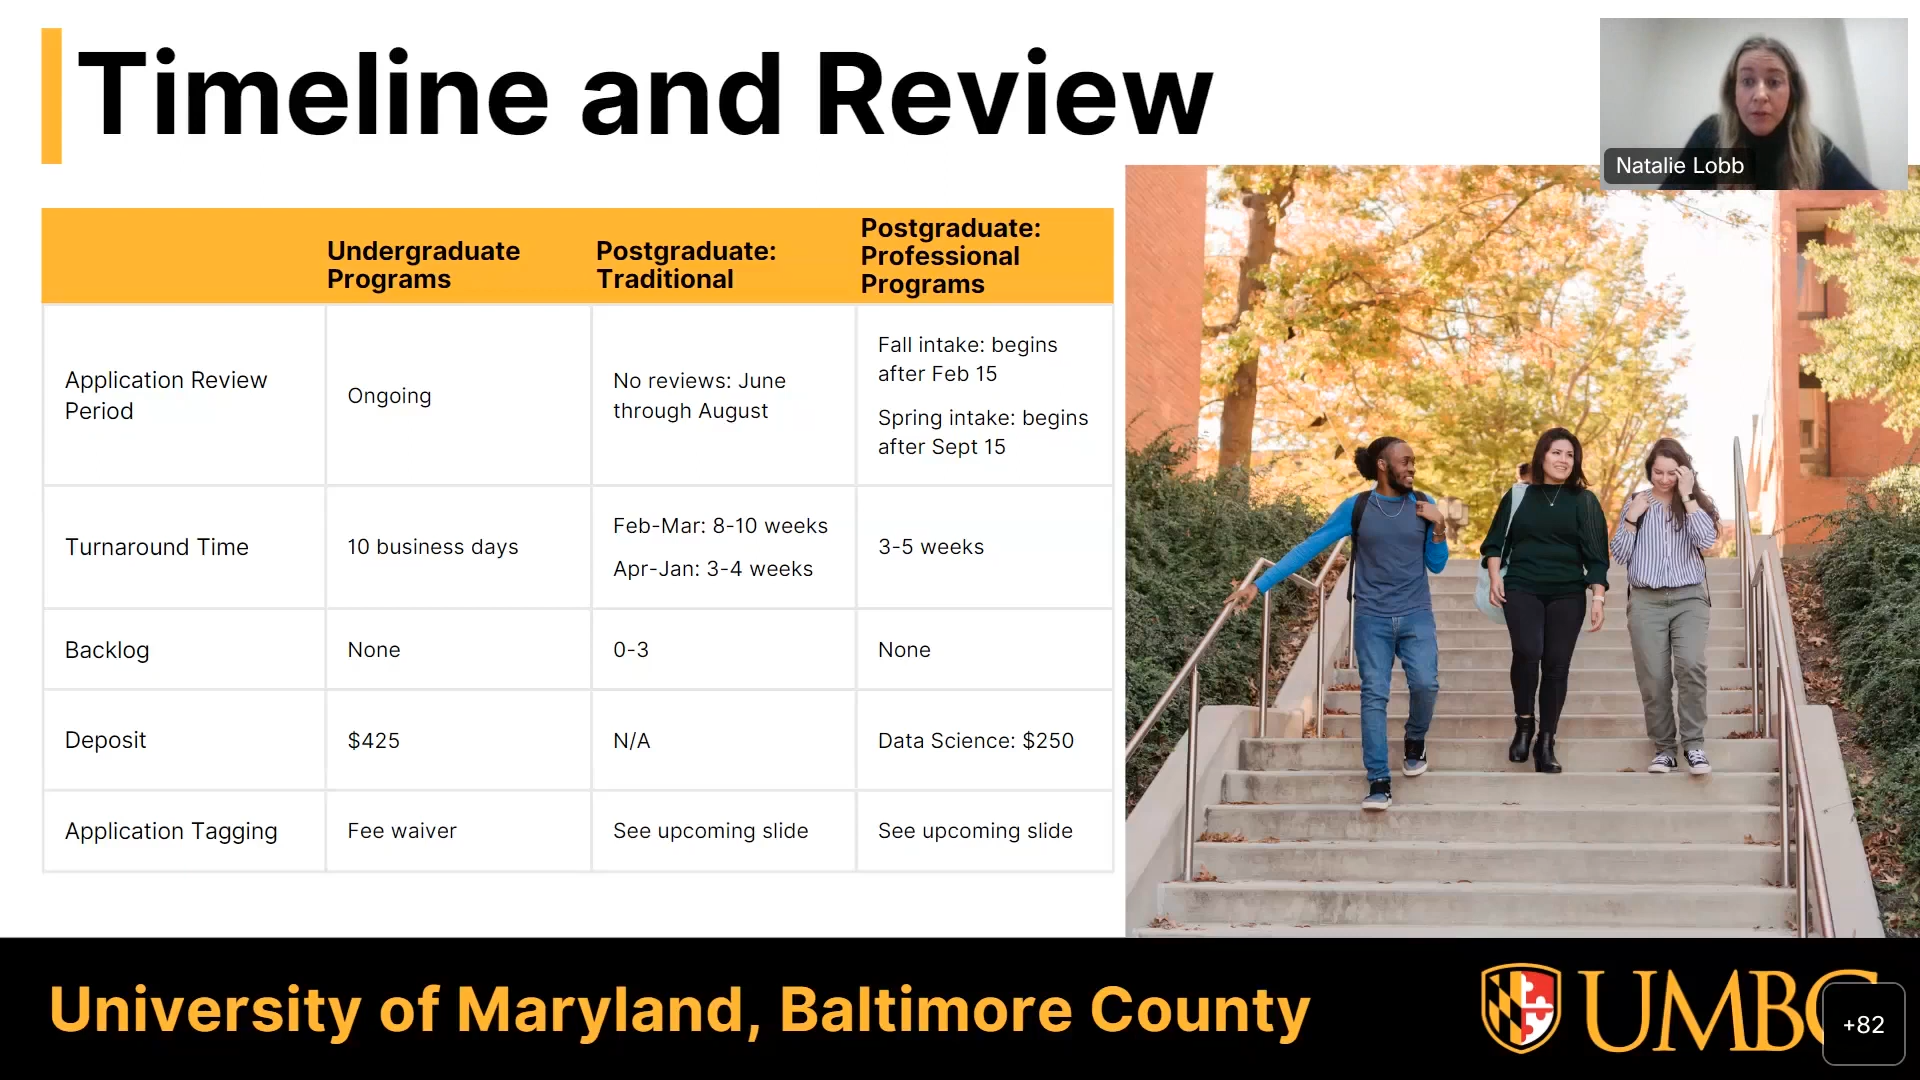 Timeline and Review
Natalie Lobb
Undergraduate
Programs
Postgraduate:
Traditional
Postgraduate:
Professional
Programs
Application Review
Period
Ongoing
No reviews: June
through August
Fall intake: begins
after Feb 15
Spring intake: begins
after Sept 15
Turnaround Time
10 business days
Feb-Mar: 8-10 weeks
Apr-Jan: 3-4 weeks
3-5 weeks
Backlog
None
0-3
None
Deposit
$425
N/A
Data Science: $250
Application Tagging
Fee waiver
See upcoming slide
See upcoming slide
University of Maryland, Baltimore County
UMBC
+82